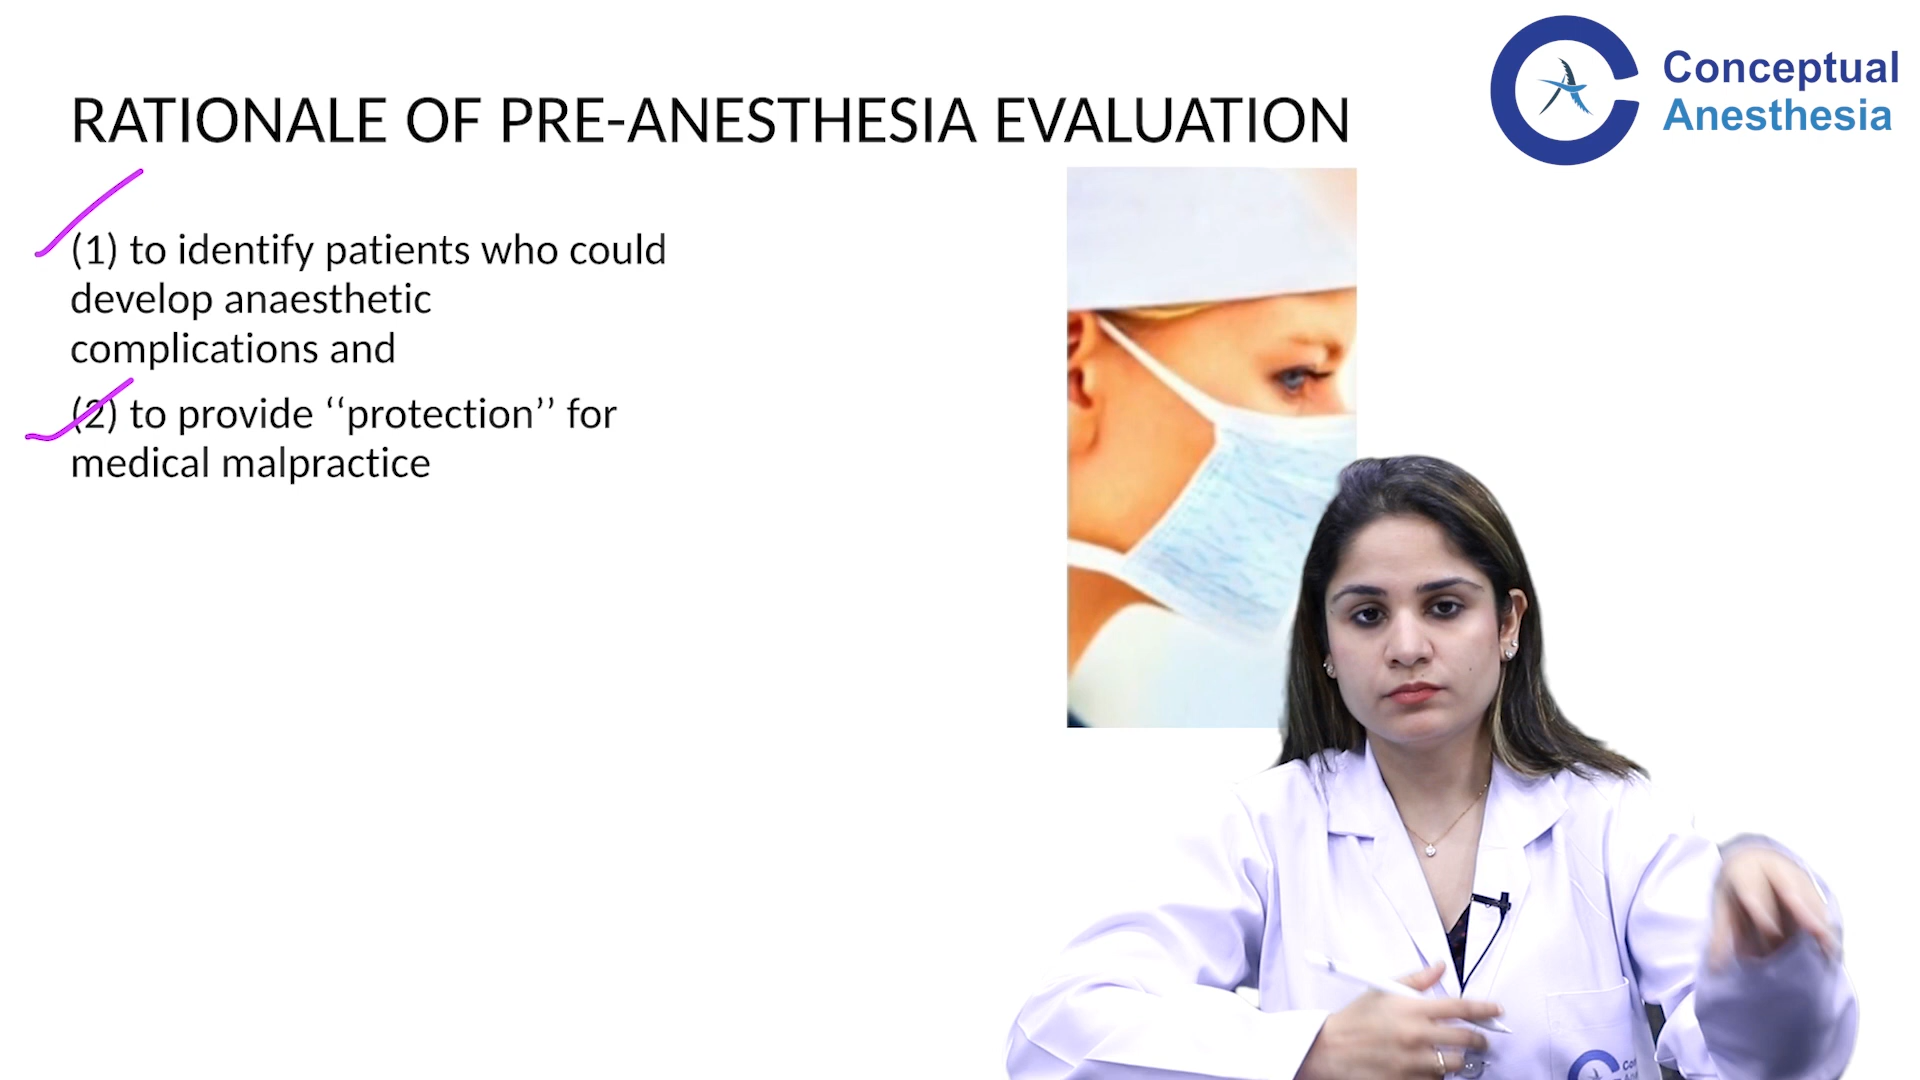 Conceptual
Anesthesia
RATIONALE OF PRE-ANESTHESIA EVALUATION
(1) to identify patients who could
develop anaesthetic
complications and
(2) to provide ‘‘protection’’ for
medical malpractice